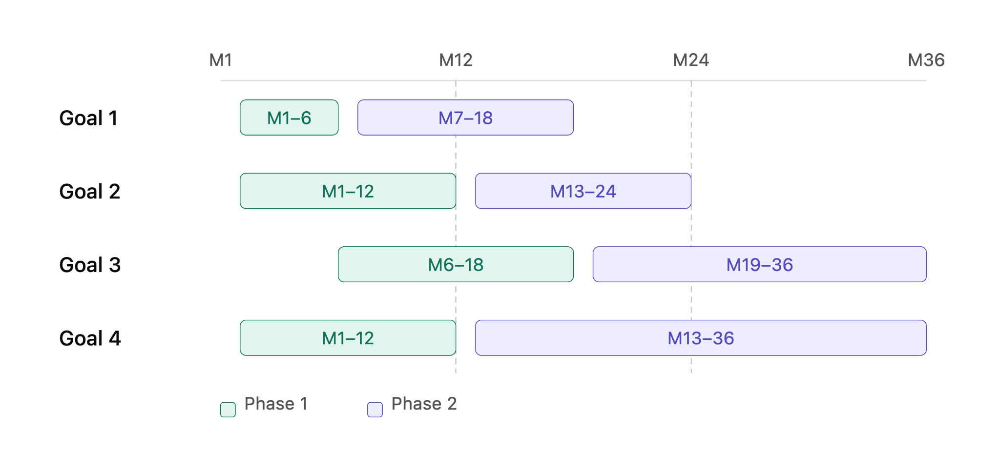 M1 M12 M24 M36
Goal 1 M1–6 M7–18
Goal 2 M1–12 M13–24
Goal 3 M6–18 M19–36
Goal 4 M1–12 M13–36
Phase 1 Phase 2